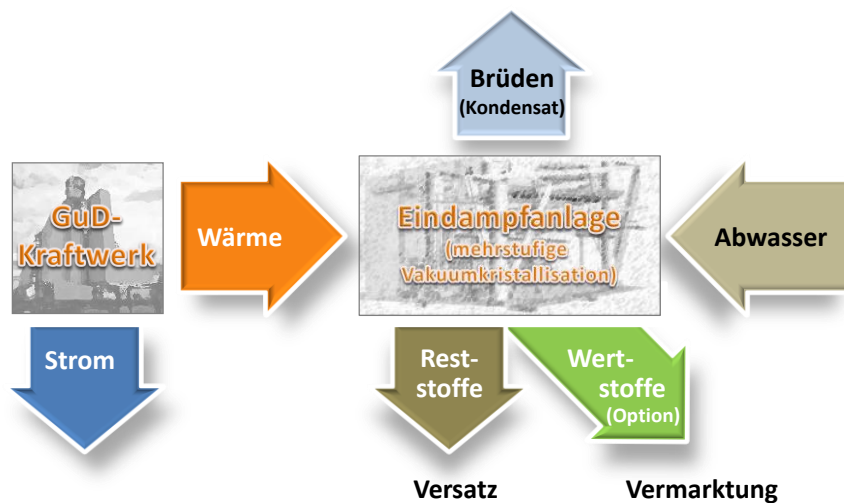 Brüden
(Kondensat)
GuD-
Kraftwerk
Wärme
Eindampfanlage
(mehrstufige
Vakuumkristallisation)
Abwasser
Strom
Rest-
stoffe
Wert-
stoffe
(Option)
Versatz
Vermarktung